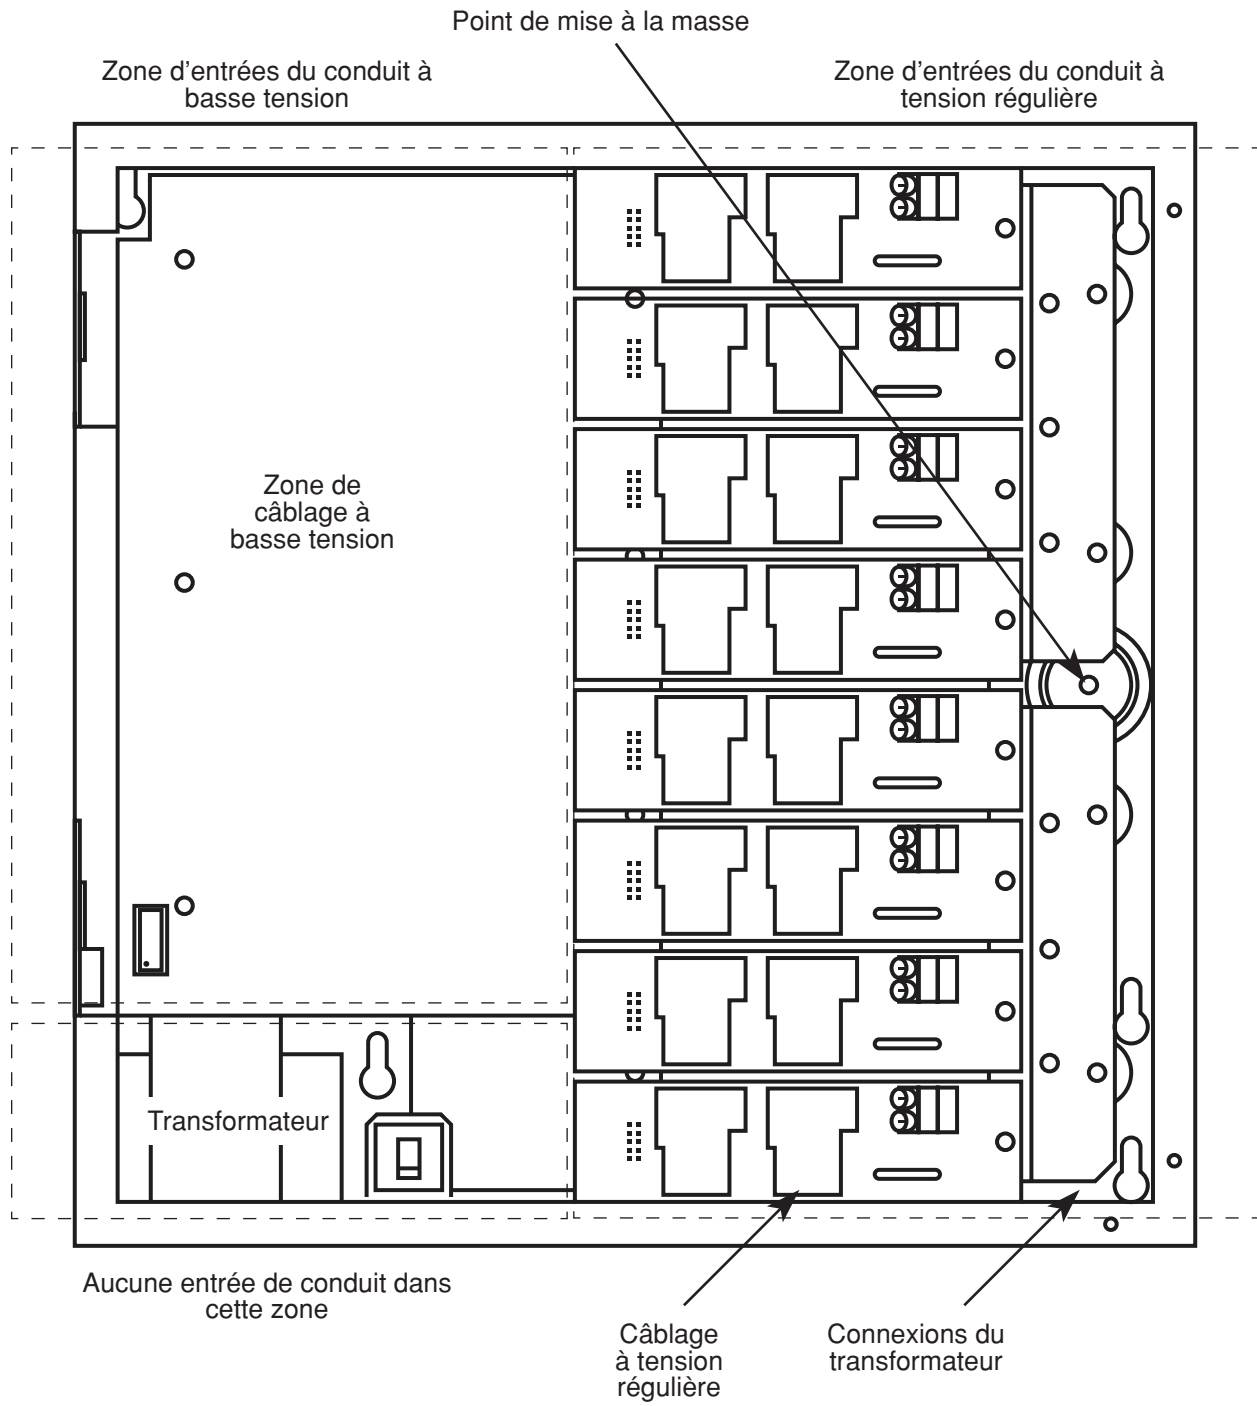 Point de mise à la masse
Zone d'entrées du conduit à
basse tension
Zone d'entrées du conduit à
tension régulière
Zone de
câblage à
basse tension
Transformateur
Aucune entrée de conduit dans
cette zone
Câblage
à tension
régulière
Connexions du
transformateur